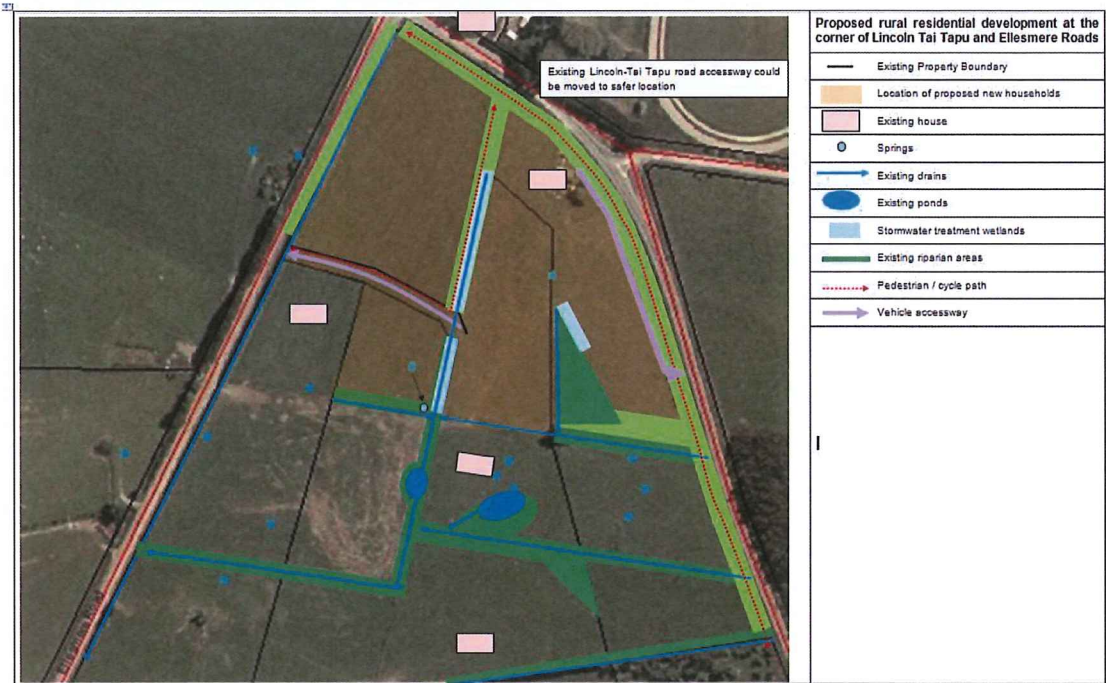 Proposed rural residential development at the
corner of Lincoln Tai Tapu and Ellesmere Roads
Existing Lincoln-Tai Tapu road accessway could
be moved to safer location
Existing Property Boundary
Location of proposed new households
Existing house
Springs
Existing drains
Existing ponds
Stormwater treatment wetlands
Existing riparian areas
Pedestrian / cycle path
Vehicle accessway
Ellesmere Road